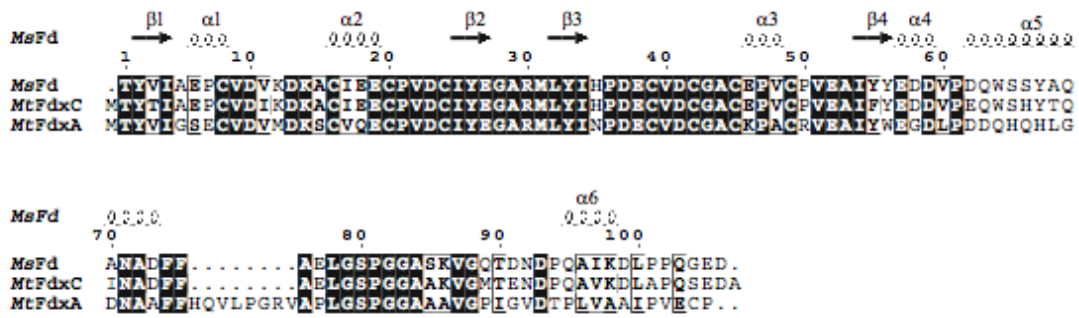 β1 α1 α2 β2 β3 α3 β4 α4 α5
MsFd
1 10 20 30 40 50 60
MsFd .TYVIAEPCVDVKDKACIEECPVDCIYEGARMLYIHPDECVDCGACEPVCPVEAIYYEDDVPDQWSSYAQ
MtFdxC MTYTIAEPCVDIKDKACIEECPVDCIYEGARMLYIHPDECVDCGACEPVCPVEAIFYEDDVPDQWSHYTQ
MtFdxA MTYVIGSECVDVMDKSCVQECPVDCIYEGARMLYINPDECVDCGACKPACRVEAIYWEGDLPDDQHQHLG
α6
MsFd
70 80 90 100
MsFd ANADFF........AELGSPGGASKVGQTDNDPQAIKDLPPQGED.
MtFdxC INADFF........AELGSPGGAAKVGMTENDPQAVKDLAPQSEDA
MtFdxA DNAAFFHQVLPGRVAPLGSPGGAAAVGPIGVDTPLVAAIPVECP..